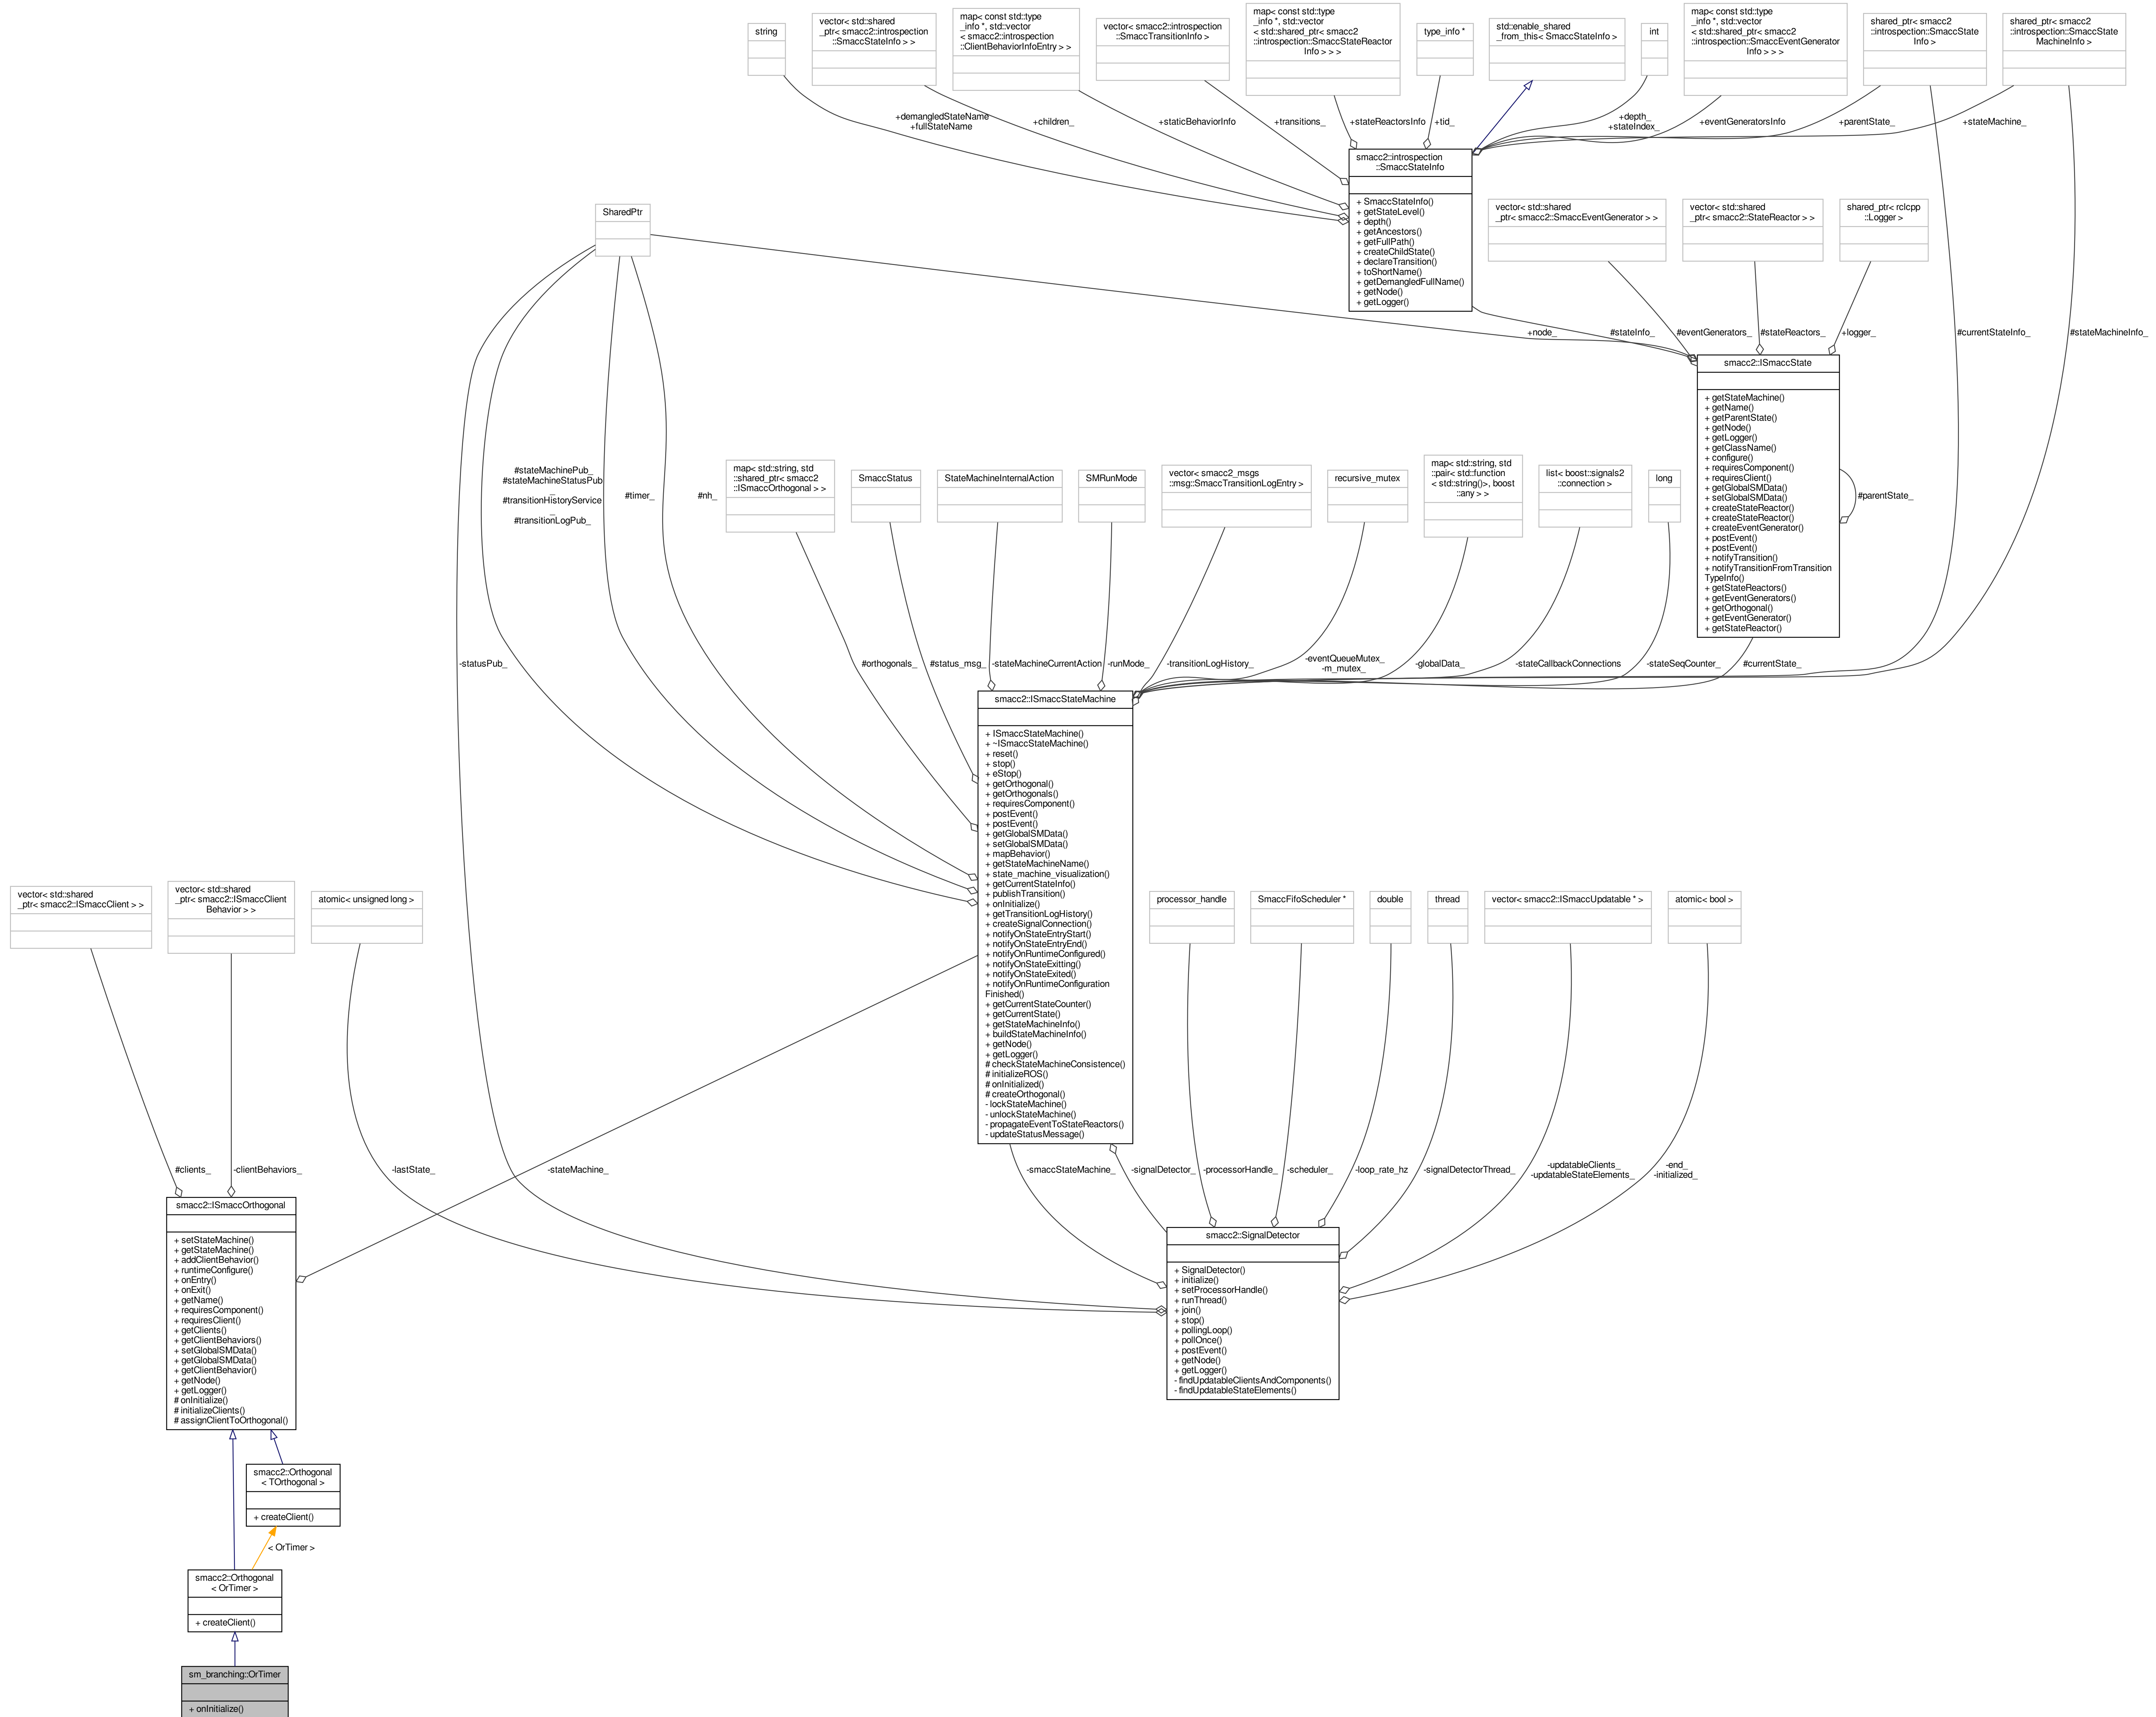 string
vector< std::shared
_ptr< smacc2::introspection
::SmaccStateInfo > >
map< const std::type
_info *, std::vector
< smacc2::introspection
::ClientBehaviorInfoEntry > >
vector< smacc2::introspection
::SmaccTransitionInfo >
map< const std::type
_info *, std::vector
< std::shared_ptr< smacc2
::introspection::SmaccStateReactor
Info > > >
type_info *
std::enable_shared
_from_this< SmaccStateInfo >
int
map< const std::type
_info *, std::vector
< std::shared_ptr< smacc2
::introspection::SmaccEventGenerator
Info > > >
shared_ptr< smacc2
::introspection::SmaccState
Info >
shared_ptr< smacc2
::introspection::SmaccState
MachineInfo >
+demangledStateName
+fullStateName
+children_
+staticBehaviorInfo
+transitions_
+stateReactorsInfo
+tid_
+depth_
+stateIndex_
+eventGeneratorsInfo
+parentState_
+stateMachine_
smacc2::introspection
::SmaccStateInfo
+ SmaccStateInfo()
+ getStateLevel()
+ depth()
+ getAncestors()
+ getFullPath()
+ createChildState()
+ declareTransition()
+ toShortName()
+ getDemangledFullName()
+ getNode()
+ getLogger()
SharedPtr
vector< std::shared
_ptr< smacc2::SmaccEventGenerator > >
vector< std::shared
_ptr< smacc2::StateReactor > >
shared_ptr< rclcpp
::Logger >
+node_
#stateInfo_
#eventGenerators_
#stateReactors_
+logger_
#currentStateInfo_
#stateMachineInfo_
smacc2::ISmaccState
+ getStateMachine()
+ getName()
+ getParentState()
+ getNode()
+ getLogger()
+ getClassName()
+ configure()
+ requiresComponent()
+ requiresClient()
+ getGlobalSMData()
+ setGlobalSMData()
+ createStateReactor()
+ createStateReactor()
+ createEventGenerator()
+ postEvent()
+ postEvent()
+ notifyTransition()
+ notifyTransitionFromTransition
TypeInfo()
+ getStateReactors()
+ getEventGenerators()
+ getOrthogonal()
+ getEventGenerator()
+ getStateReactor()
#parentState_
#stateMachinePub_
#stateMachineStatusPub
_
#transitionHistoryService
_
#transitionLogPub_
#timer_
#nh_
map< std::string, std
::shared_ptr< smacc2
::ISmaccOrthogonal > >
SmaccStatus
StateMachineInternalAction
SMRunMode
vector< smacc2_msgs
::msg::SmaccTransitionLogEntry >
recursive_mutex
map< std::string, std
::pair< std::function
< std::string()>, boost
::any > >
list< boost::signals2
::connection >
long
-statusPub_
#orthogonals_
#status_msg_
-stateMachineCurrentAction
-runMode_
-transitionLogHistory_
-eventQueueMutex_
-m_mutex_
-globalData_
-stateCallbackConnections
-stateSeqCounter_
#currentState_
smacc2::ISmaccStateMachine
+ ISmaccStateMachine()
+ ~ISmaccStateMachine()
+ reset()
+ stop()
+ eStop()
+ getOrthogonal()
+ getOrthogonals()
+ requiresComponent()
+ postEvent()
+ postEvent()
+ getGlobalSMData()
+ setGlobalSMData()
+ mapBehavior()
+ getStateMachineName()
+ state_machine_visualization()
+ getCurrentStateInfo()
+ publishTransition()
+ onInitialize()
+ getTransitionLogHistory()
+ createSignalConnection()
+ notifyOnStateEntryStart()
+ notifyOnStateEntryEnd()
+ notifyOnRuntimeConfigured()
+ notifyOnStateExitting()
+ notifyOnStateExited()
+ notifyOnRuntimeConfiguration
Finished()
+ getCurrentStateCounter()
+ getCurrentState()
+ getStateMachineInfo()
+ buildStateMachineInfo()
+ getNode()
+ getLogger()
# checkStateMachineConsistence()
# initializeROS()
# onInitialized()
# createOrthogonal()
- lockStateMachine()
- unlockStateMachine()
- propagateEventToStateReactors()
- updateStatusMessage()
vector< std::shared
_ptr< smacc2::ISmaccClient > >
vector< std::shared
_ptr< smacc2::ISmaccClient
Behavior > >
atomic< unsigned long >
processor_handle
SmaccFifoScheduler *
double
thread
vector< smacc2::ISmaccUpdatable * >
atomic< bool >
#clients_
-clientBehaviors_
-lastState_
-stateMachine_
-smaccStateMachine_
-signalDetector_
-processorHandle_
-scheduler_
-loop_rate_hz
-signalDetectorThread_
-updatableClients_
-updatableStateElements_
-end_
-initialized_
smacc2::ISmaccOrthogonal
+ setStateMachine()
+ getStateMachine()
+ addClientBehavior()
+ runtimeConfigure()
+ onEntry()
+ onExit()
+ getName()
+ requiresComponent()
+ requiresClient()
+ getClients()
+ getClientBehaviors()
+ setGlobalSMData()
+ getGlobalSMData()
+ getClientBehavior()
+ getNode()
+ getLogger()
# onInitialize()
# initializeClients()
# assignClientToOrthogonal()
smacc2::SignalDetector
+ SignalDetector()
+ initialize()
+ setProcessorHandle()
+ runThread()
+ join()
+ stop()
+ pollingLoop()
+ pollOnce()
+ postEvent()
+ getNode()
+ getLogger()
- findUpdatableClientsAndComponents()
- findUpdatableStateElements()
smacc2::Orthogonal
< TOrthogonal >
+ createClient()
< OrTimer >
smacc2::Orthogonal
< OrTimer >
+ createClient()
sm_branching::OrTimer
+ onInitialize()